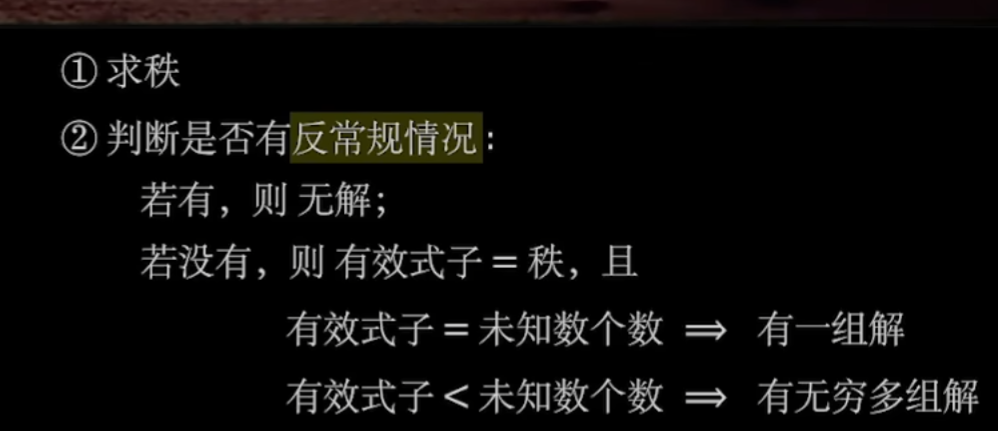 ① 求秩
② 判断是否有反常规情况：
若有，则 无解；
若没有，则 有效式子 = 秩，且
有效式子 = 未知数个数 ⟹ 有一组解
有效式子 < 未知数个数 ⟹ 有无穷多组解